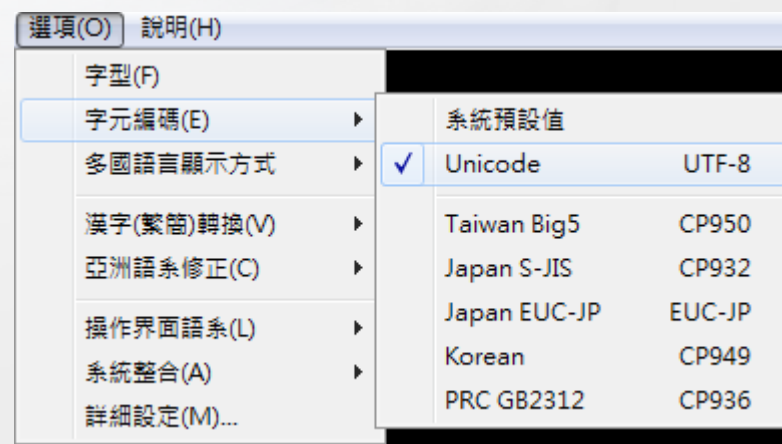 選項(O) 說明(H)
字型(F)
字元編碼(E)
多國語言顯示方式
漢字(繁簡)轉換(V)
亞洲語系修正(C)
操作界面語系(L)
系統整合(A)
詳細設定(M)...
系統預設值
Unicode UTF-8
Taiwan Big5 CP950
Japan S-JIS CP932
Japan EUC-JP EUC-JP
Korean CP949
PRC GB2312 CP936